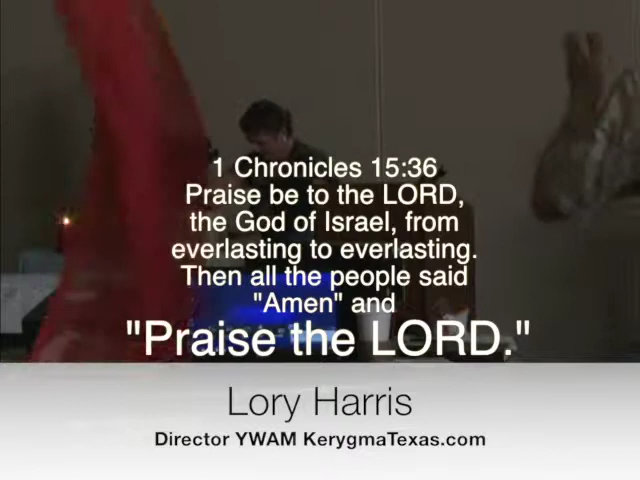 1 Chronicles 15:36
Praise be to the LORD,
the God of Israel, from
everlasting to everlasting.
Then all the people said
"Amen" and
"Praise the LORD."
Lory Harris
Director YWAM KerygmaTexas.com